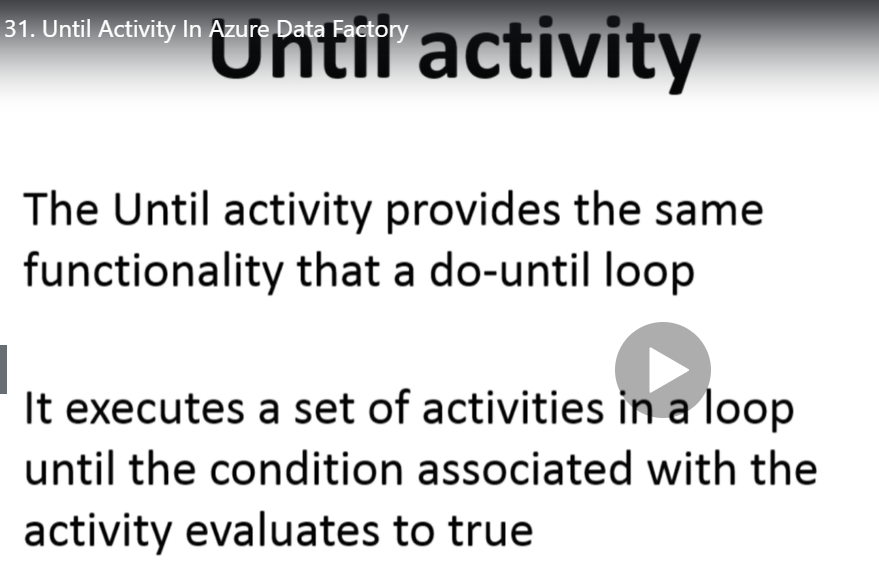 31. Until Activity In Azure Data Factory
Until activity
The Until activity provides the same
functionality that a do-until loop
It executes a set of activities in a loop
until the condition associated with the
activity evaluates to true